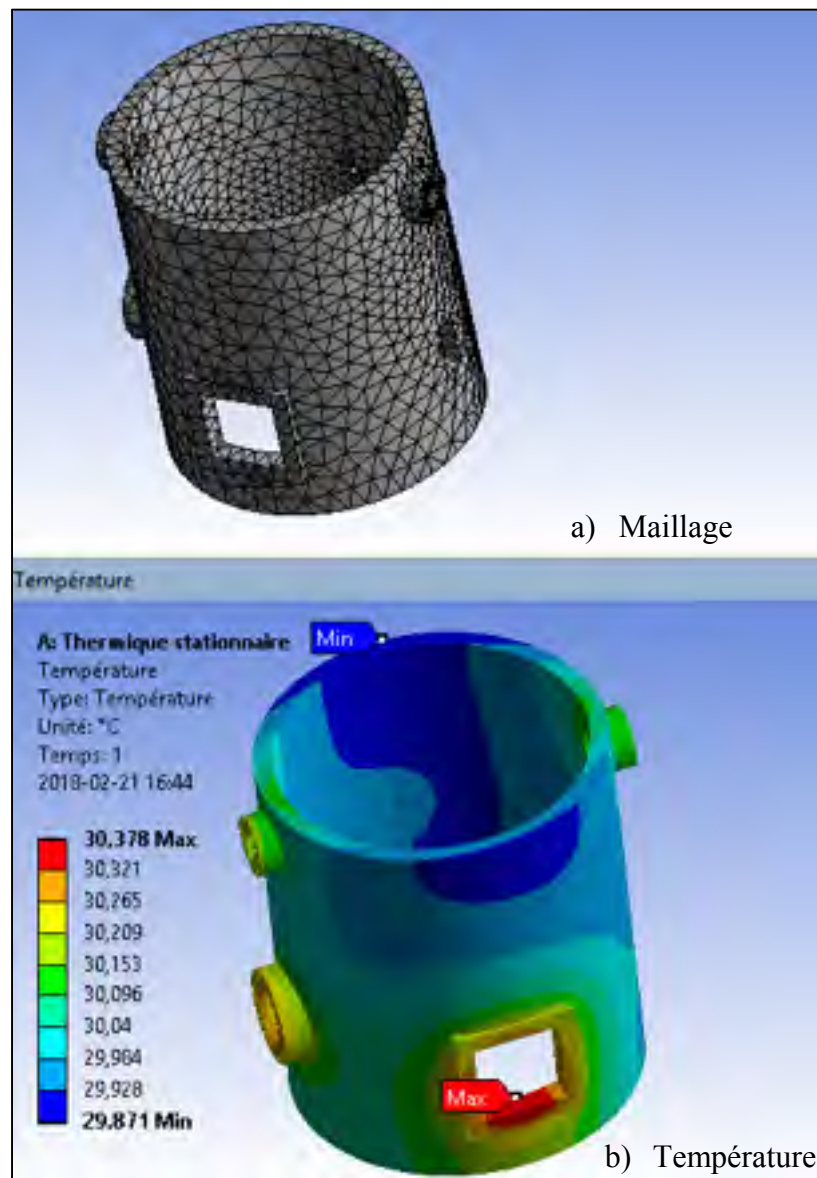 a) Maillage
Température
A: Thermique stationnaire
Min
Température
Type: Température
Unité: °C
Temps: 1
2018-02-21 16:44
30,378 Max
30,321
30,265
30,209
30,153
30,096
30,04
29,984
29,928
29,871 Min
Max
b) Température